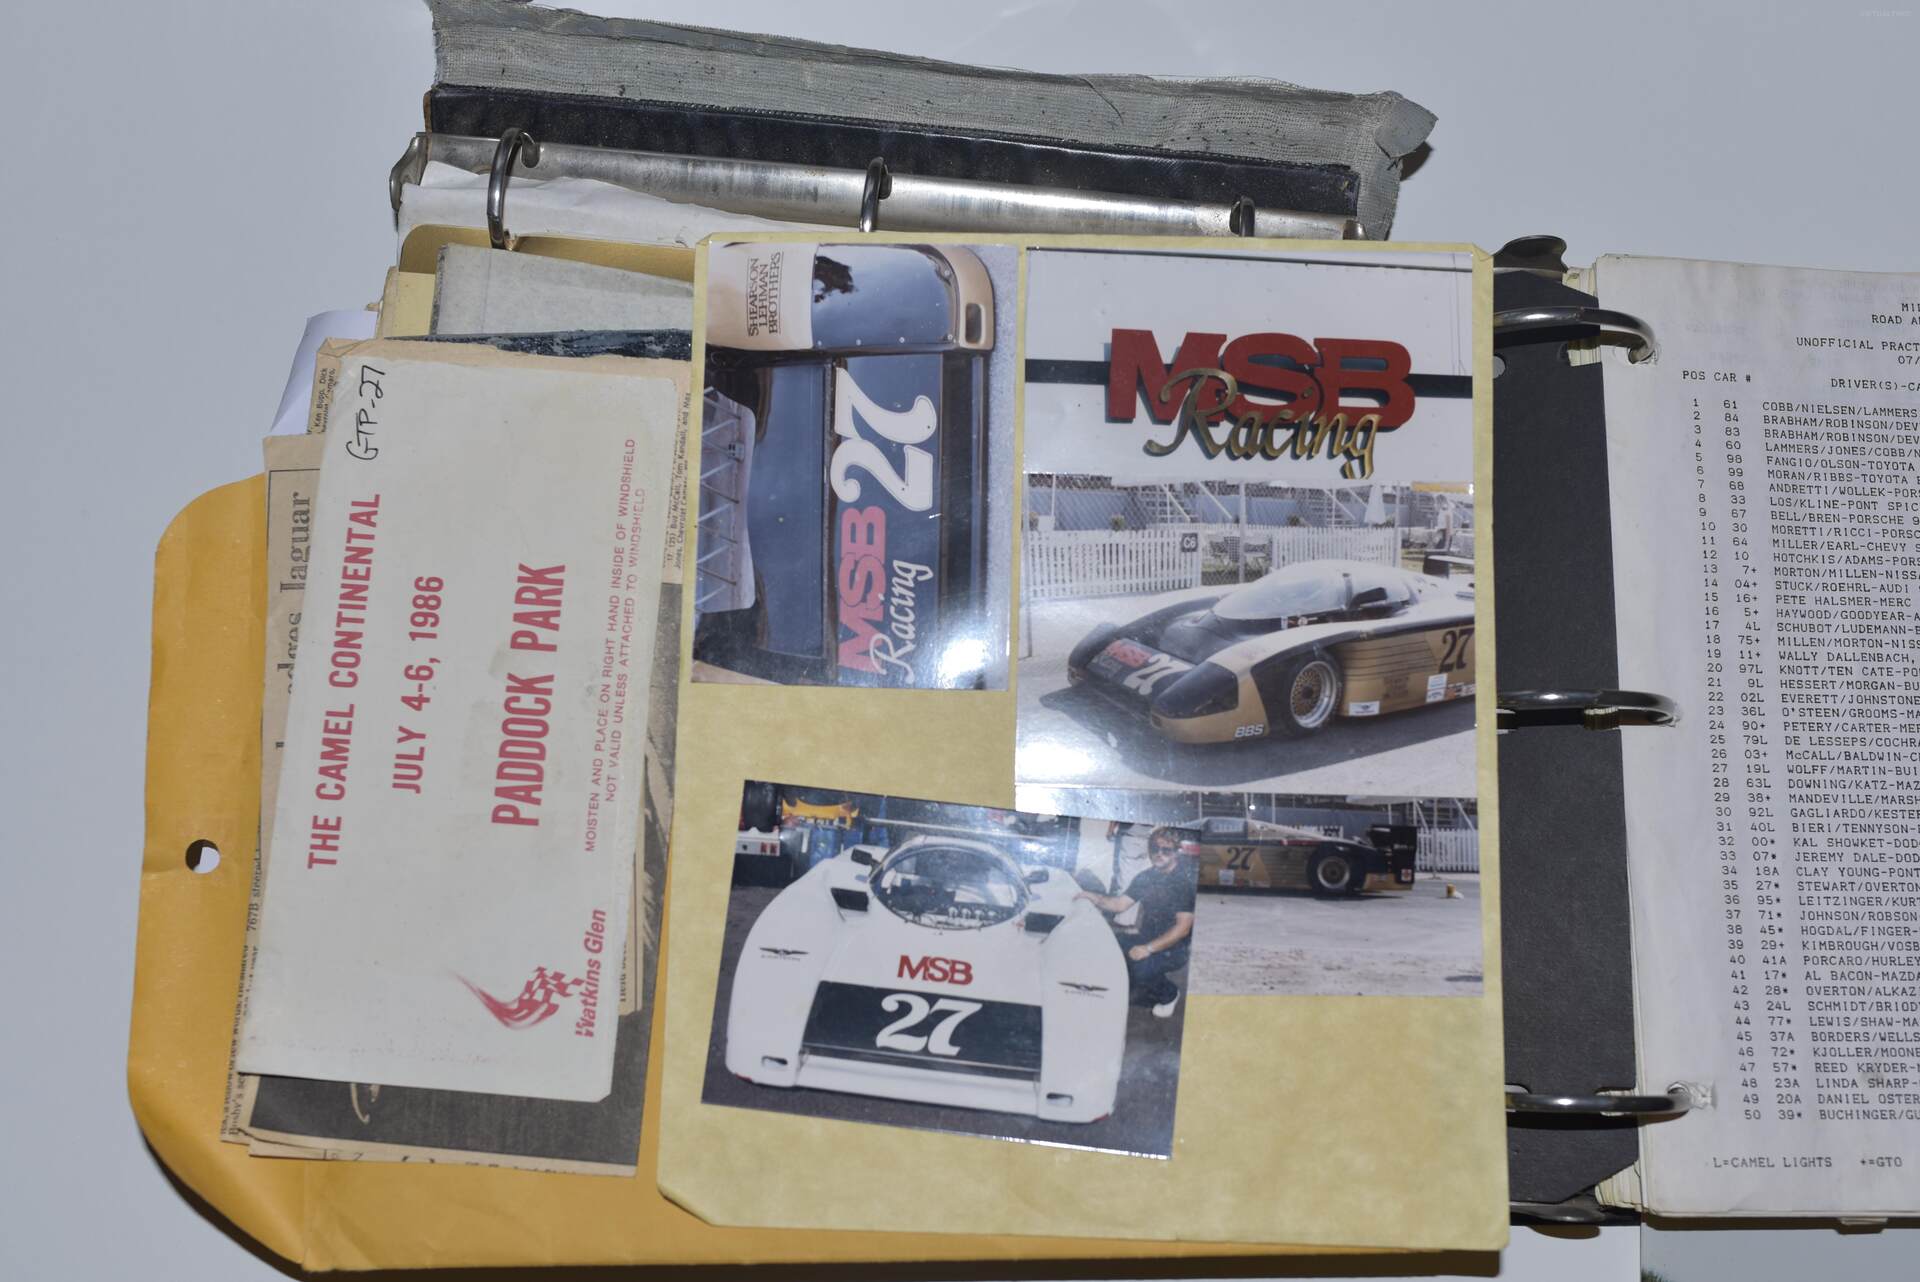 GTP-27
THE CAMEL CONTINENTAL
JULY 4-6, 1986
PADDOCK PARK
MOISTEN AND PLACE ON RIGHT HAND INSIDE OF WINDSHIELD
NOT VALID UNLESS ATTACHED TO WINDSHIELD
Watkins Glen
Jaguar
767B
SHEARSON
LEHMAN
BROTHERS
MSB 27
Racing
MSB
Racing
C6
MSB
27
27
BBS
27
MSB
27
ROAD
UNOFFICIAL
07/
POS CAR # DRIVER(S)-CA
1 61 COBB/NIELSEN/LAMMERS
2 84 BRABHAM/ROBINSON/DEV
3 83 BRABHAM/ROBINSON/DEV
4 60 LAMMERS/JONES/COBB/N
5 98 FANGIO/OLSON-TOYOTA
6 99 MORAN/RIBBS-TOYOTA
7 68 ANDRETTI/WOLLEK-PORS
8 33 LOS/KLINE-PONT SPIC
9 67 BELL/BREN-PORSCHE 9
10 30 MORETTI/RICCI-PORSC
11 64 MILLER/EARL-CHEVY S
12 10 HOTCHKIS/ADAMS-PORS
13 7+ MORTON/MILLEN-NISSA
14 04+ STUCK/ROEHRL-AUDI
15 16+ PETE HALSMER-MERC
16 5+ HAYWOOD/GOODYEAR-A
17 4L SCHUBOT/LUDEMANN-B
18 75+ MILLEN/MORTON-NISS
19 11+ WALLY DALLENBACH,
20 97L KNOTT/TEN CATE-PO
21 9L HESSERT/MORGAN-BU
22 02L EVERETT/JOHNSTONE
23 36L O'STEEN/GROOMS-MA
24 90+ PETERY/CARTER-MER
25 79L DE LESSEPS/COCHRA
26 03+ McCALL/BALDWIN-C
27 19L WOLFF/MARTIN-BUI
28 63L DOWNING/KATZ-MAZ
29 38+ MANDEVILLE/MARSH
30 92L GAGLIARDO/KESTER
31 40L BIERI/TENNYSON-
32 00* KAL SHOWKET-DOD
33 07* JEREMY DALE-DOD
34 18A CLAY YOUNG-PONT
35 27* STEWART/OVERTON
36 95* LEITZINGER/KURT
37 71* JOHNSON/ROBSON
38 45* HOGDAL/FINGER-
39 29+ KIMBROUGH/VOSB
40 41A PORCARO/HURLEY
41 17* AL BACON-MAZDA
42 28* OVERTON/ALKAZ
43 24L SCHMIDT/BRIODY
44 77* LEWIS/SHAW-MA
45 37A BORDERS/WELLS
46 72* KJOLLER/MOONE
47 57* REED KRYDER-
48 23A LINDA SHARP-
49 20A DANIEL OSTER
50 39* BUCHINGER/GU
L=CAMEL LIGHTS +=GTO